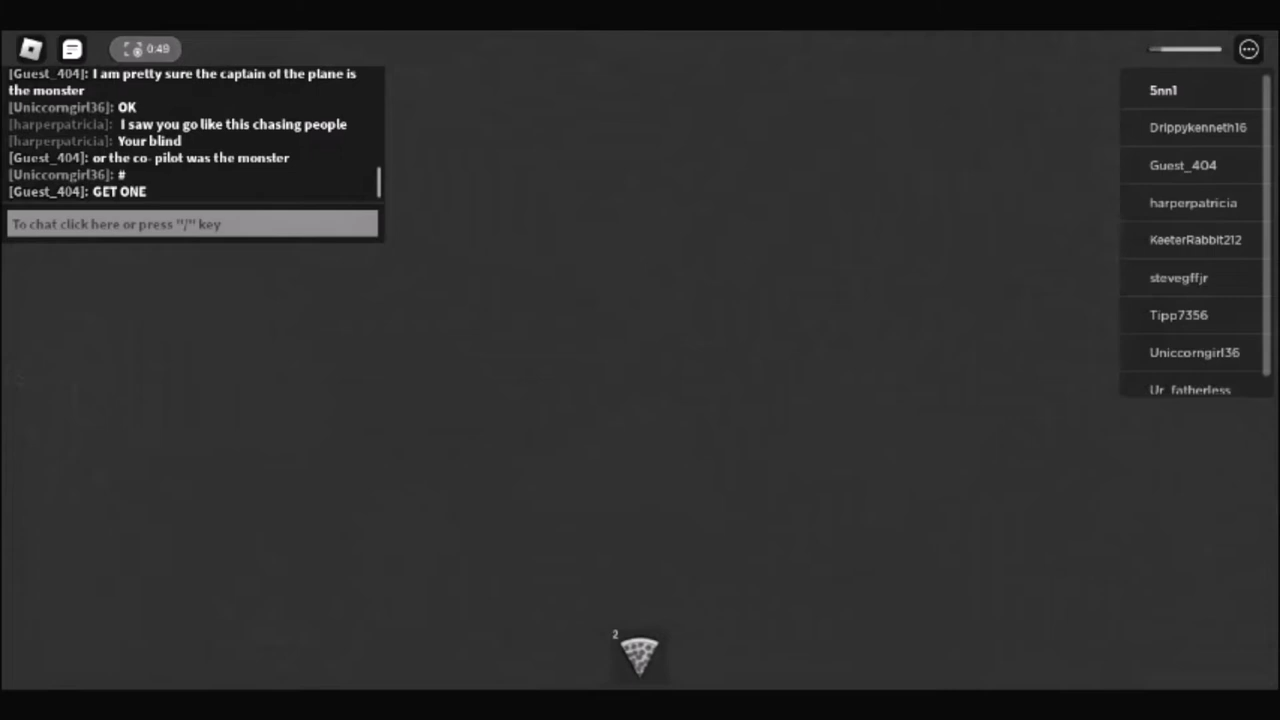 0:49
[Guest_404]: I am pretty sure the captain of the plane is
the monster
[Uniccorngirl36]: OK
[harperpatricia]: I saw you go like this chasing people
[harperpatricia]: Your blind
[Guest_404]: or the co- pilot was the monster
[Uniccorngirl36]: #
[Guest_404]: GET ONE
To chat click here or press "/" key
5nn1
Drippykenneth16
Guest_404
harperpatricia
KeeterRabbit212
stevegffjr
Tipp7356
Uniccorngirl36
Ur_fatherless
2